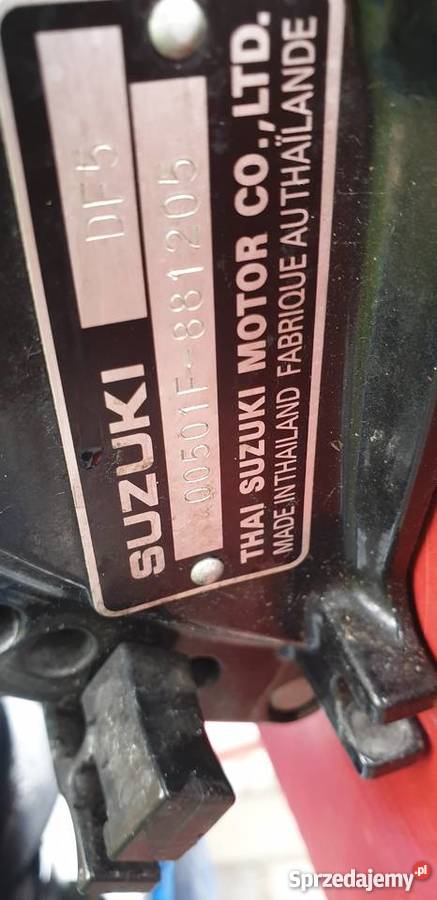 SUZUKI DF5
00501F-881205
THAI SUZUKI MOTOR CO.,LTD.
MADE IN THAILAND FABRIQUE AU THAÏLANDE
Sprzedajemy.pl